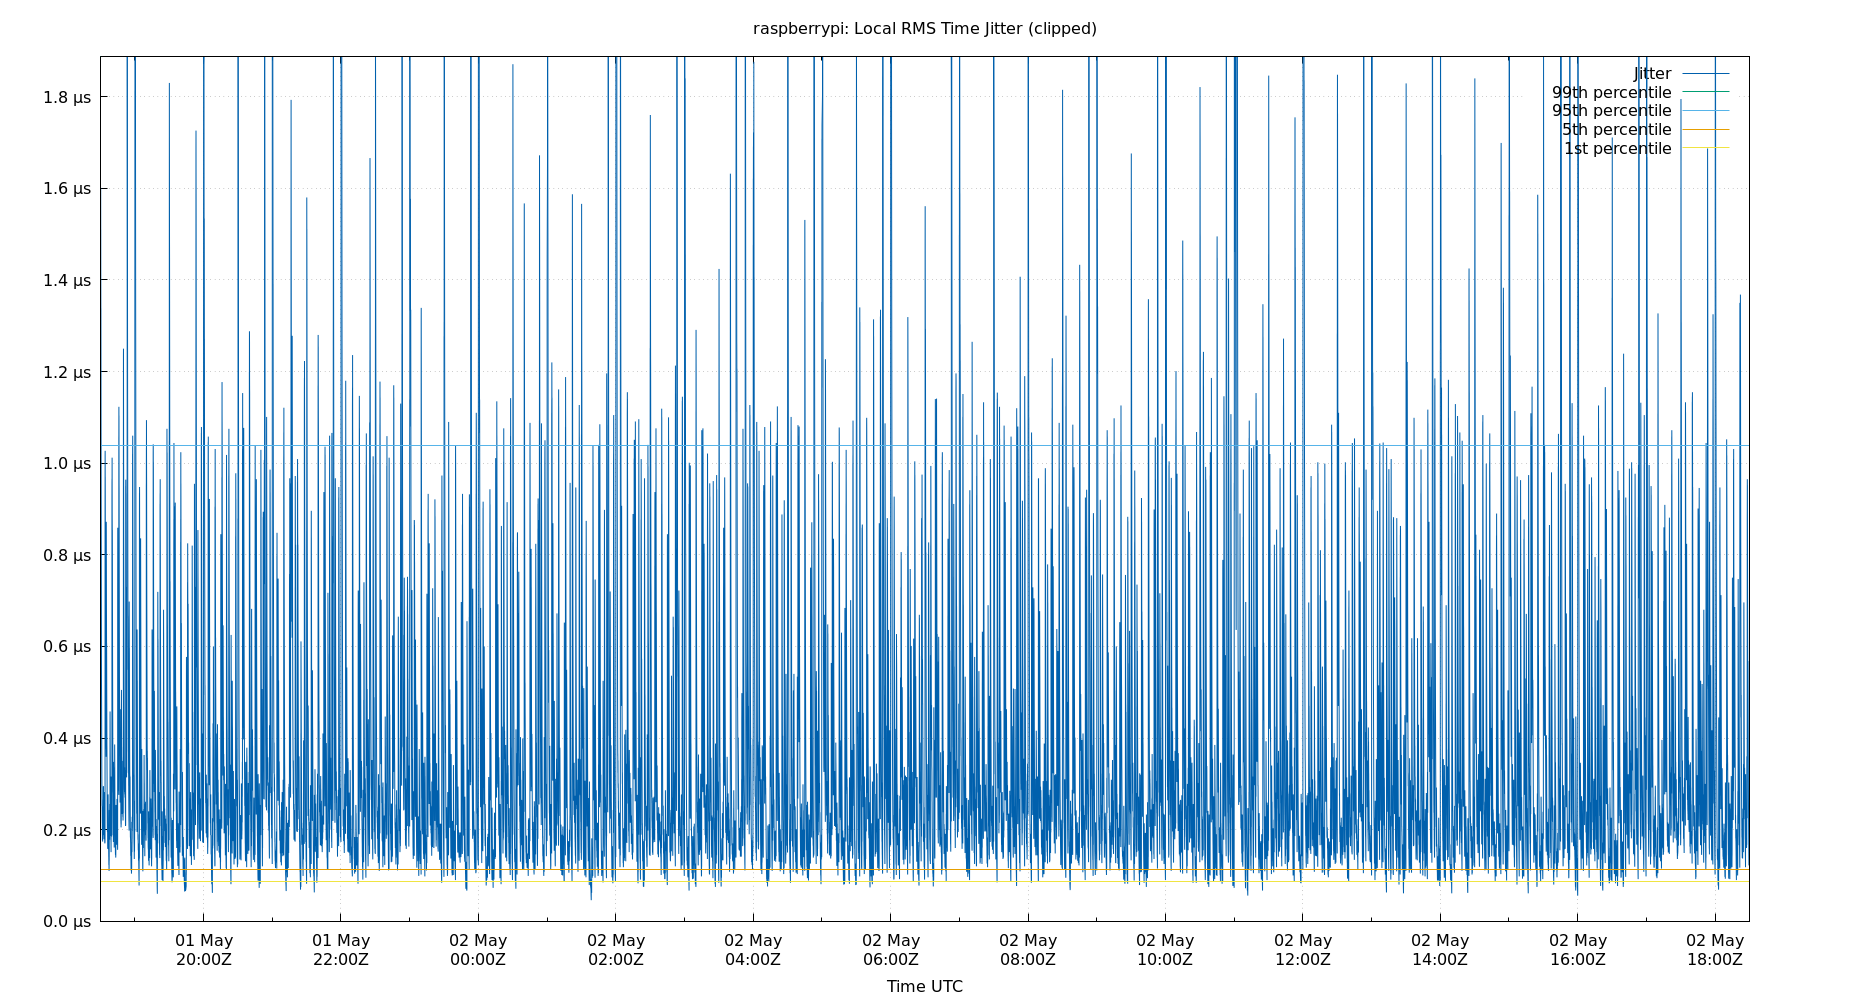 raspberrypi: Local RMS Time Jitter (clipped)
Jitter
99th percentile
95th percentile
5th percentile
1st percentile
1.8 µs
1.6 µs
1.4 µs
1.2 µs
1.0 µs
0.8 µs
0.6 µs
0.4 µs
0.2 µs
0.0 µs
01 May 01 May 02 May 02 May 02 May 02 May 02 May 02 May 02 May 02 May 02 May 02 May
20:00Z 22:00Z 00:00Z 02:00Z 04:00Z 06:00Z 08:00Z 10:00Z 12:00Z 14:00Z 16:00Z 18:00Z
Time UTC